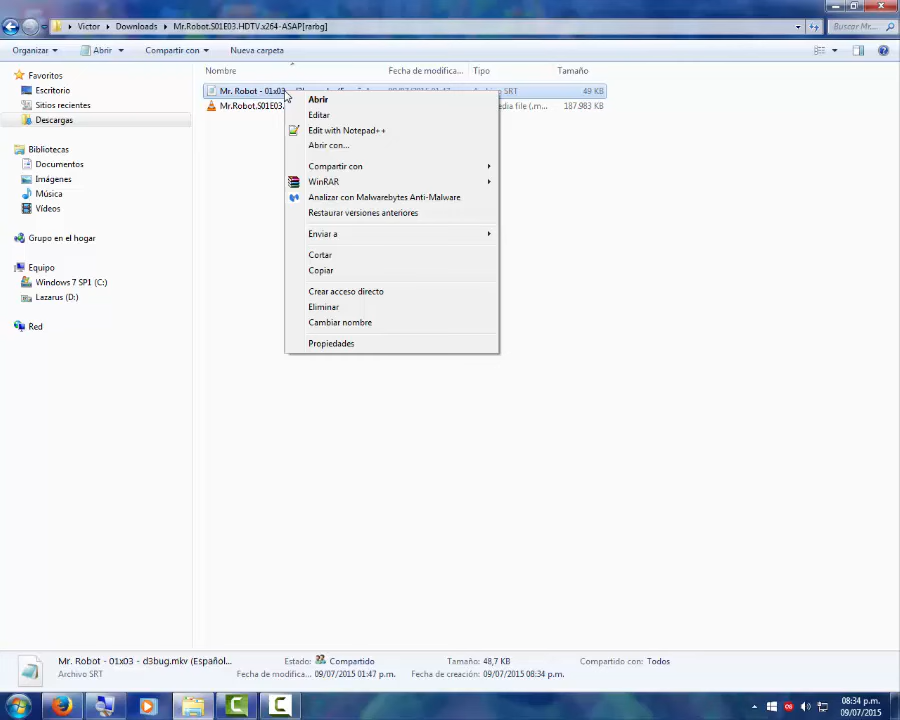 Victor ▸ Downloads ▸ Mr.Robot.S01E03.HDTV.x264-ASAP[rarbg]
Buscar Mr...
Organizar Abrir Compartir con Nueva carpeta
Nombre Fecha de modifica... Tipo Tamaño
Favoritos
Escritorio
Sitios recientes
Descargas
Bibliotecas
Documentos
Imágenes
Música
Vídeos
Grupo en el hogar
Equipo
Windows 7 SP1 (C:)
Lazarus (D:)
Red
Mr. Robot - 01x03 SRT 49 KB
Mr.Robot.S01E03. dia file (.m... 187.983 KB
Abrir
Editar
Edit with Notepad++
Abrir con...
Compartir con
WinRAR
Analizar con Malwarebytes Anti-Malware
Restaurar versiones anteriores
Enviar a
Cortar
Copiar
Crear acceso directo
Eliminar
Cambiar nombre
Propiedades
Mr. Robot - 01x03 - d3bug.mkv (Español... Estado: Compartido Tamaño: 48,7 KB Compartido con: Todos
Archivo SRT Fecha de modifica... 09/07/2015 01:47 p.m. Fecha de creación: 09/07/2015 08:34 p.m.
08:34 p.m.
09/07/2015